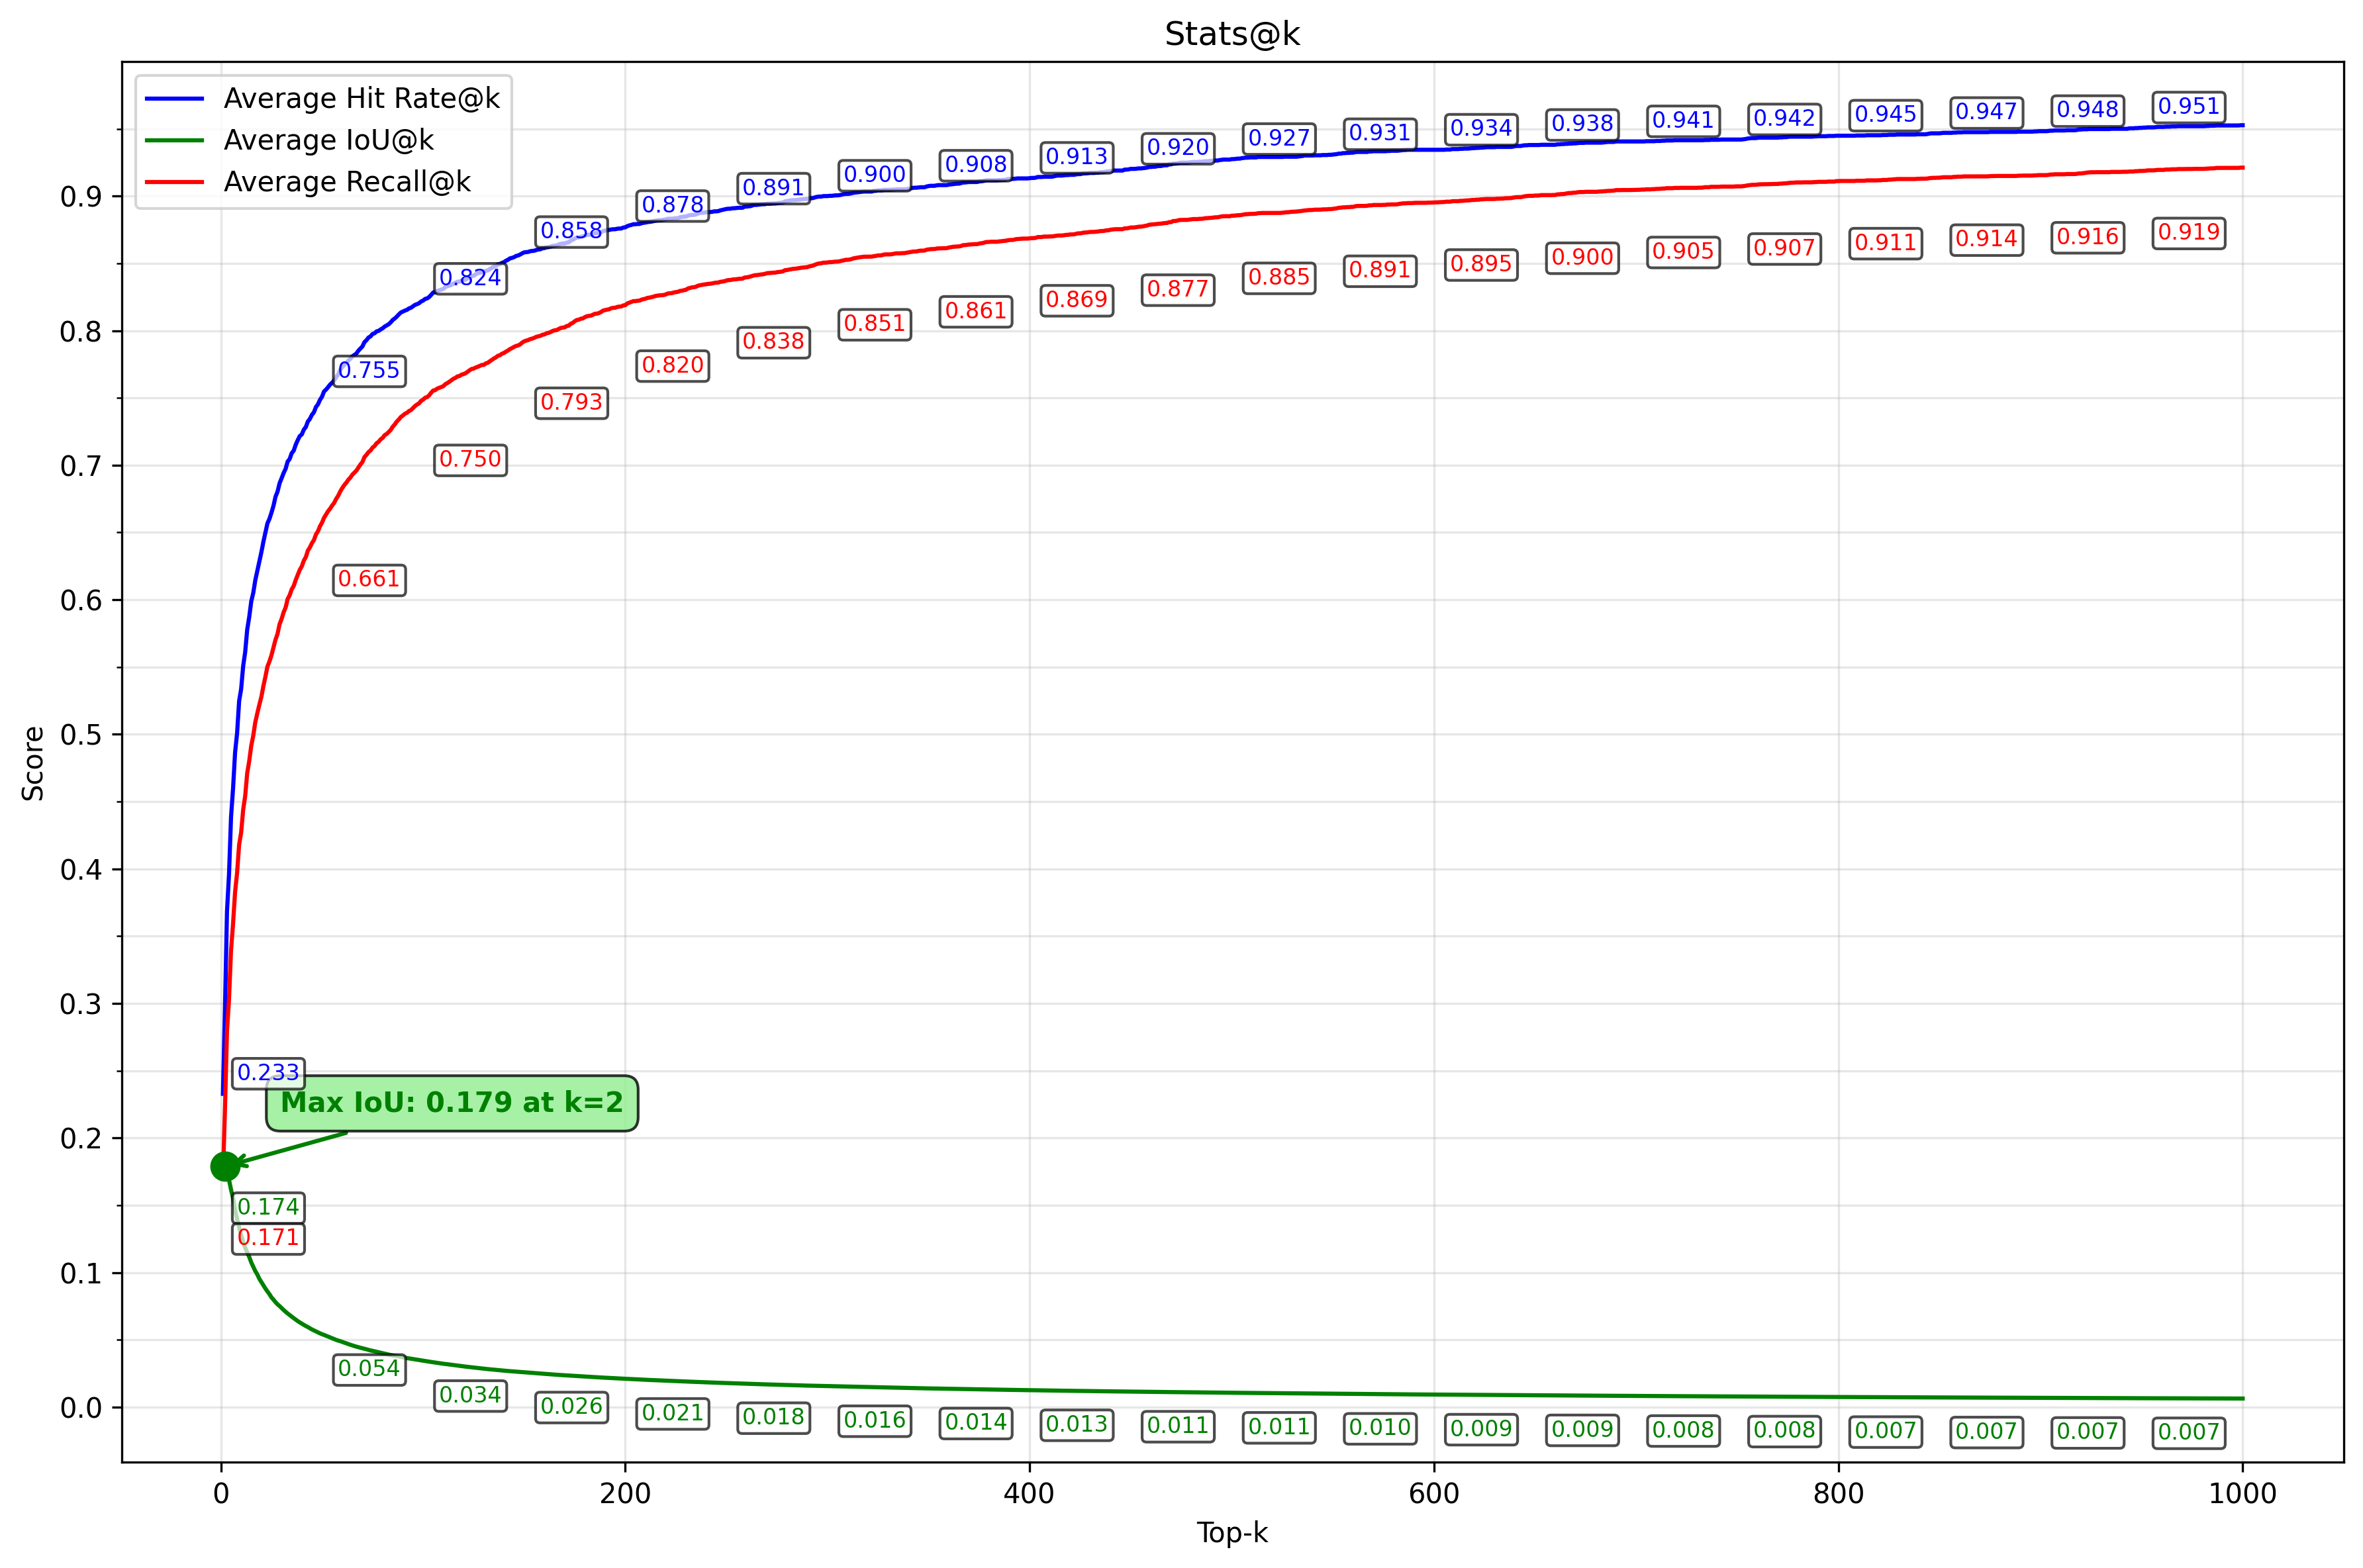 Stats@k
Average Hit Rate@k
Average IoU@k
Average Recall@k
0.233 0.755 0.824 0.858 0.878 0.891 0.900 0.908 0.913 0.920 0.927 0.931 0.934 0.938 0.941 0.942 0.945 0.947 0.948 0.951
0.171 0.661 0.750 0.793 0.820 0.838 0.851 0.861 0.869 0.877 0.885 0.891 0.895 0.900 0.905 0.907 0.911 0.914 0.916 0.919
Max IoU: 0.179 at k=2
0.174 0.054 0.034 0.026 0.021 0.018 0.016 0.014 0.013 0.011 0.011 0.010 0.009 0.009 0.008 0.008 0.007 0.007 0.007 0.007
Score
0.9
0.8
0.7
0.6
0.5
0.4
0.3
0.2
0.1
0.0
0 200 400 600 800 1000
Top-k